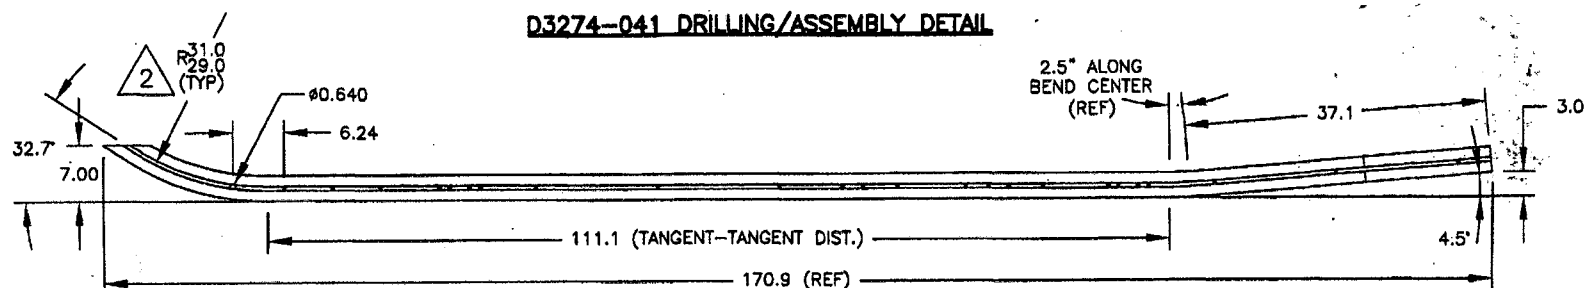 D3274-041 DRILLING/ASSEMBLY DETAIL
2
R31.0
29.0
(TYP)
2.5° ALONG
BEND CENTER
(REF)
ø0.640
6.24
37.1
3.0
32.7°
7.00
111.1 (TANGENT-TANGENT DIST.)
4.5°
170.9 (REF)